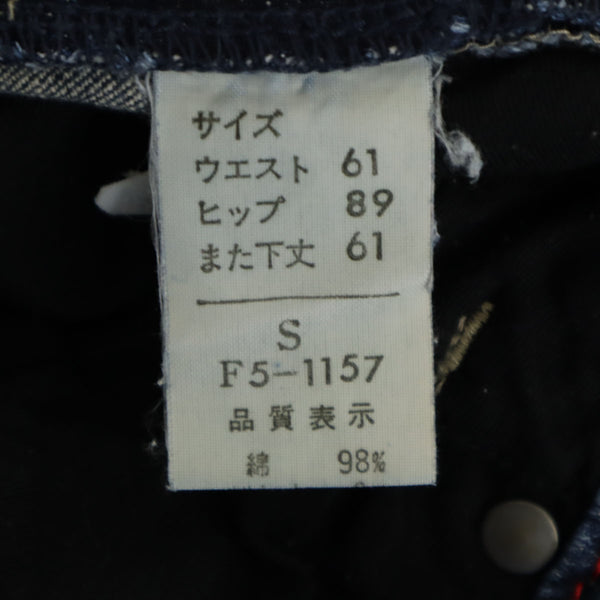 サイズ
ウエスト 61
ヒップ 89
また下丈 61
S
F5-1157
品質表示
綿 98%